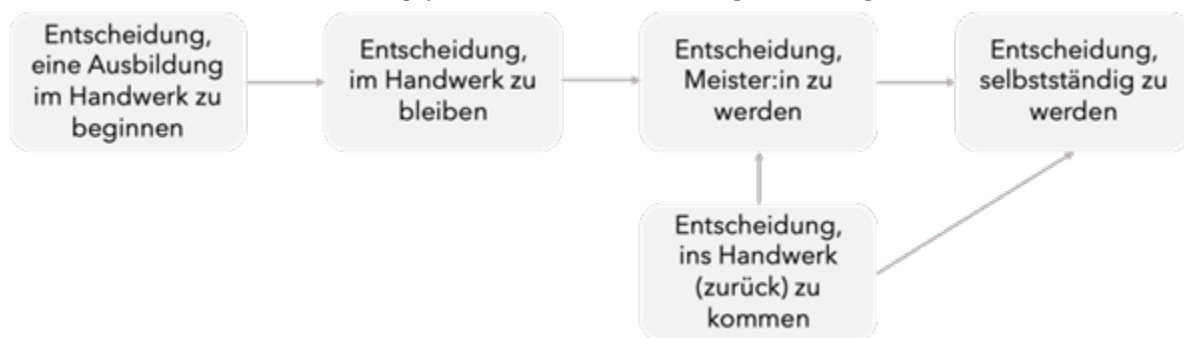 Entscheidung,
eine Ausbildung
im Handwerk zu
beginnen
Entscheidung,
im Handwerk zu
bleiben
Entscheidung,
Meister:in zu
werden
Entscheidung,
selbstständig zu
werden
Entscheidung,
ins Handwerk
(zurück) zu
kommen